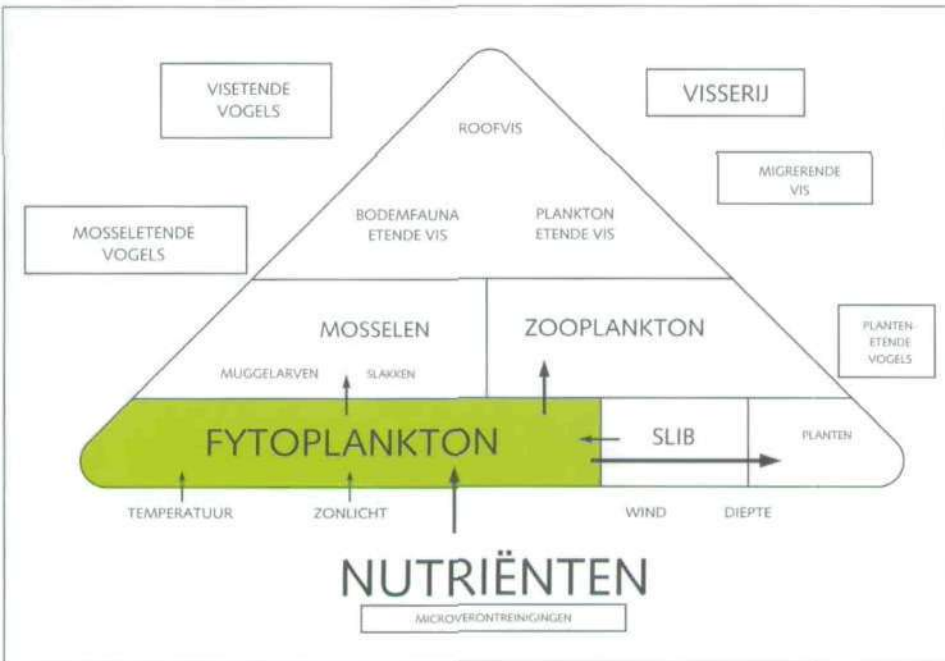 VISETENDE
VOGELS
VISSERIJ
ROOFVIS
MIGRERENDE
VIS
BODEMFAUNA
ETENDE VIS
PLANKTON
ETENDE VIS
MOSSELETENDE
VOGELS
MOSSELEN
ZOOPLANKTON
PLANTEN-
ETENDE
VOGELS
MUGGELARVEN
SLAKKEN
FYTOPLANKTON
SLIB
PLANTEN
TEMPERATUUR
ZONLICHT
WIND
DIEPTE
NUTRIËNTEN
MICROVERONTREINIGINGEN